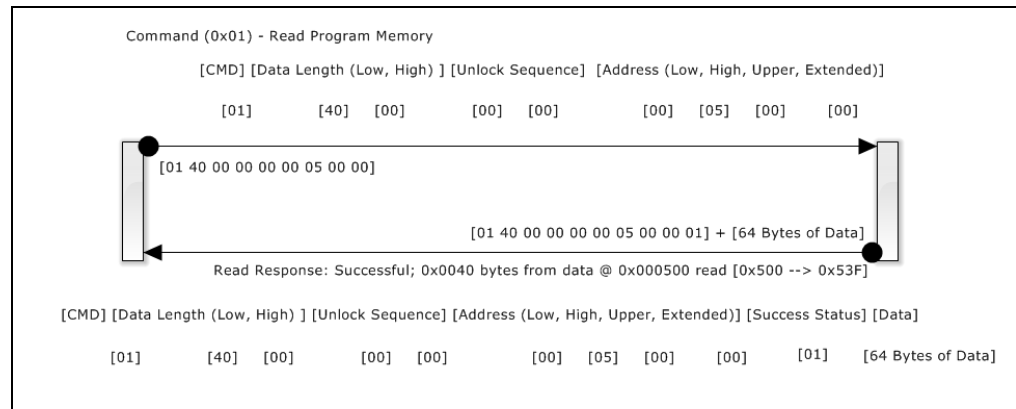 Command (0x01) - Read Program Memory
[CMD] [Data Length (Low, High) ] [Unlock Sequence] [Address (Low, High, Upper, Extended)]
[01] [40] [00] [00] [00] [00] [05] [00] [00]
[01 40 00 00 00 00 05 00 00]
[01 40 00 00 00 00 05 00 00 01] + [64 Bytes of Data]
Read Response: Successful; 0x0040 bytes from data @ 0x000500 read [0x500 --> 0x53F]
[CMD] [Data Length (Low, High) ] [Unlock Sequence] [Address (Low, High, Upper, Extended)] [Success Status] [Data]
[01] [40] [00] [00] [00] [00] [05] [00] [00] [01] [64 Bytes of Data]